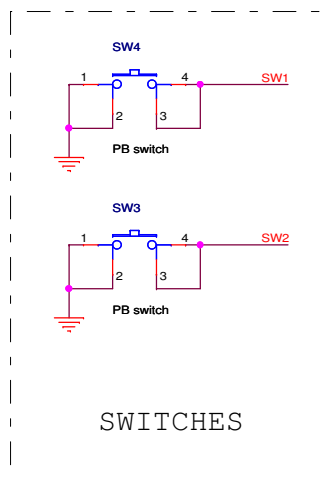 SW4
1 4 SW1
2 3
PB switch
SW3
1 4 SW2
2 3
PB switch
SWITCHES